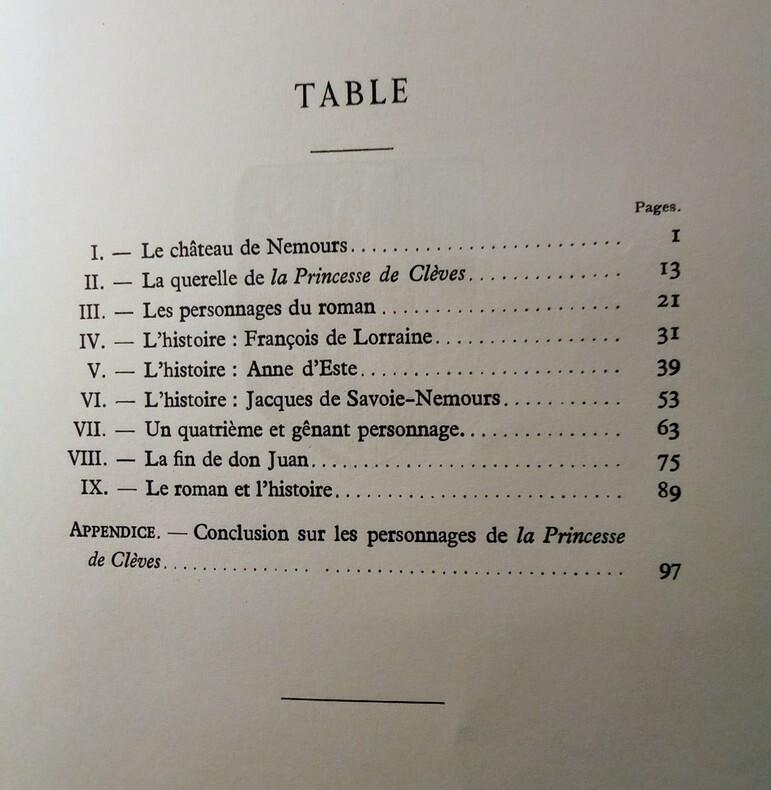 TABLE
Pages.
I. — Le château de Nemours........................ 1
II. — La querelle de la Princesse de Clèves............. 13
III. — Les personnages du roman...................... 21
IV. — L'histoire : François de Lorraine................. 31
V. — L'histoire : Anne d'Este........................ 39
VI. — L'histoire : Jacques de Savoie-Nemours........... 53
VII. — Un quatrième et gênant personnage............... 63
VIII. — La fin de don Juan............................ 75
IX. — Le roman et l'histoire.......................... 89
APPENDICE. — Conclusion sur les personnages de la Princesse
de Clèves........................................ 97